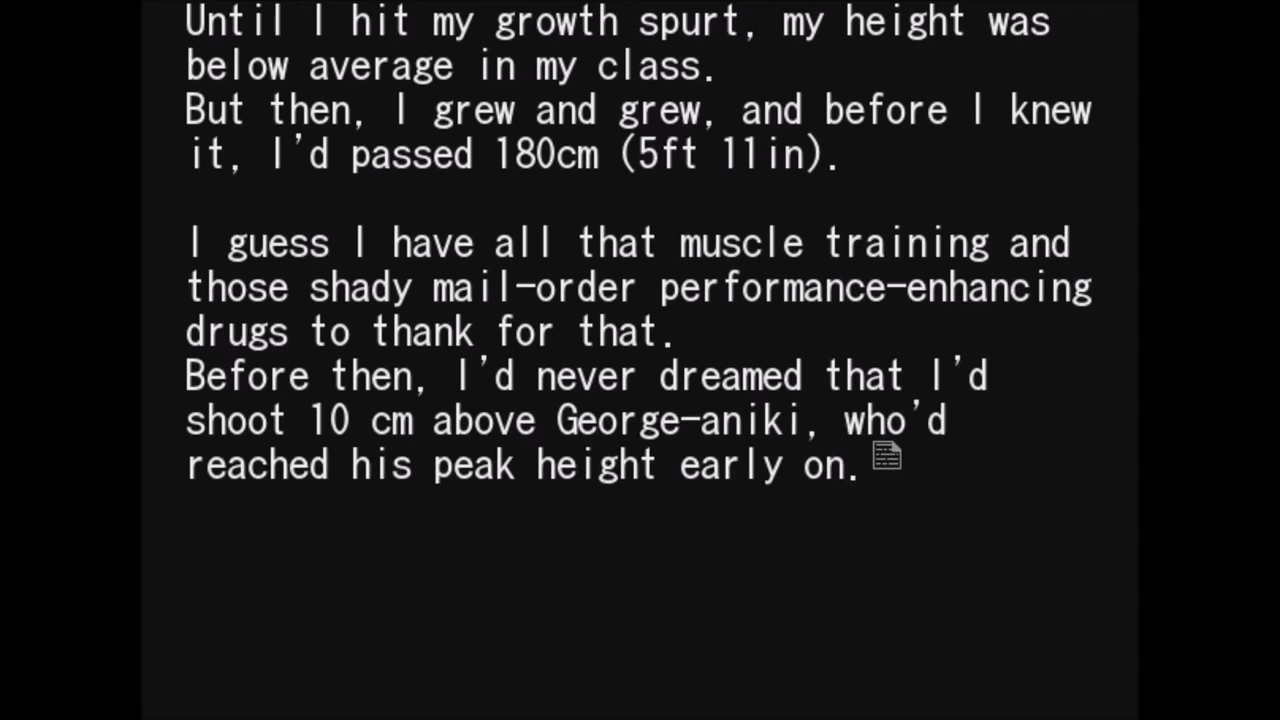 Until I hit my growth spurt, my height was
below average in my class.
But then, I grew and grew, and before I knew
it, I'd passed 180cm (5ft 11in).
I guess I have all that muscle training and
those shady mail-order performance-enhancing
drugs to thank for that.
Before then, I'd never dreamed that I'd
shoot 10 cm above George-aniki, who'd
reached his peak height early on.